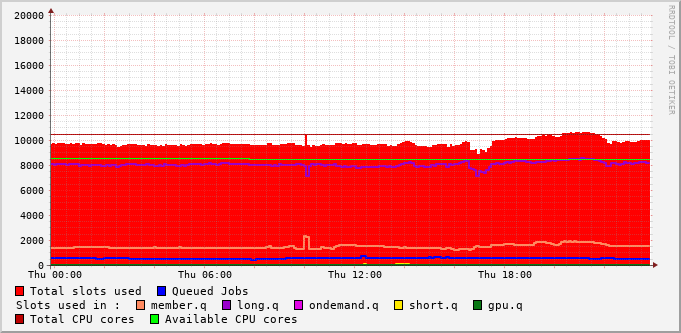 20000
18000
16000
14000
12000
10000
8000
6000
4000
2000
0
Thu 00:00 Thu 06:00 Thu 12:00 Thu 18:00
Total slots used Queued Jobs
Slots used in : member.q long.q ondemand.q short.q gpu.q
Total CPU cores Available CPU cores
RRDTOOL / TOBI OETIKER